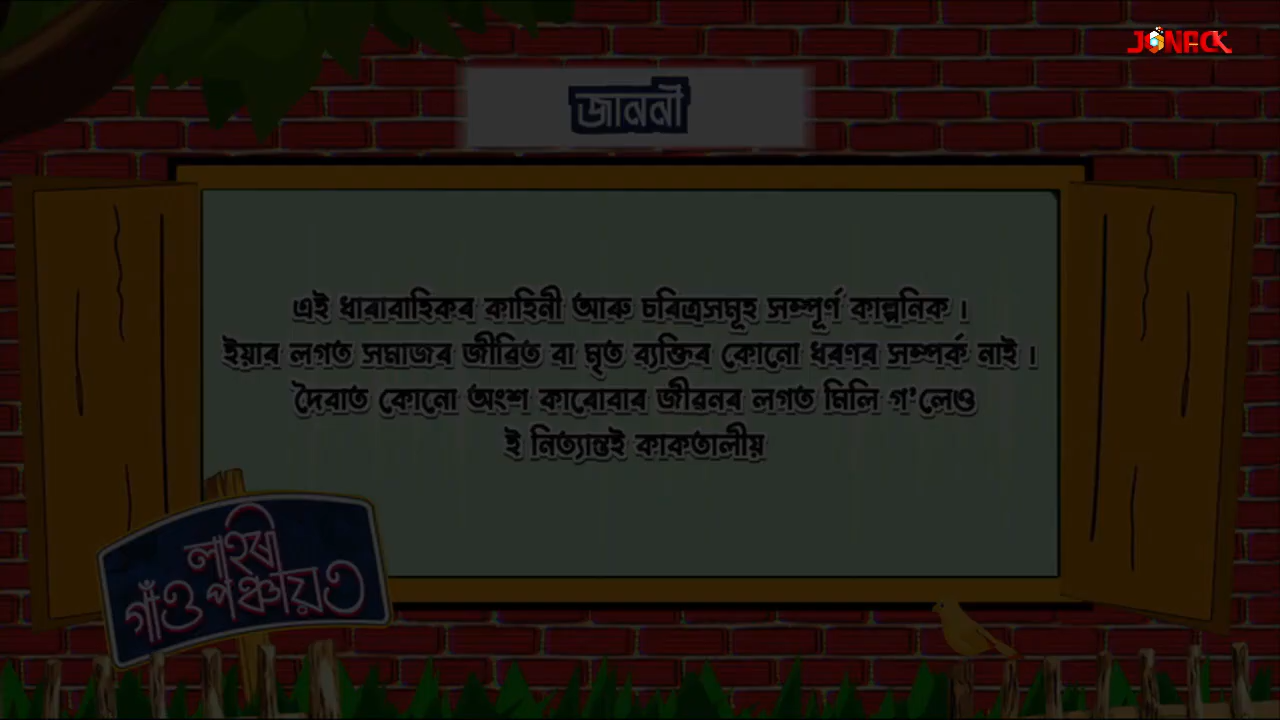 JONACK
জাননী
এই ধাৰাবাহিকৰ কাহিনী আৰু চৰিত্ৰসমূহ সম্পূৰ্ণ কাল্পনিক ।
ইয়াৰ লগত সমাজৰ জীৱিত বা মৃত ব্যক্তিৰ কোনো ধৰণৰ সম্পৰ্ক নাই ।
দৈৱাত কোনো অংশ কাৰোবাৰ জীৱনৰ লগত মিলি গ'লেও
ই নিত্যান্তই কাকতালীয়
লাহৰী
গাঁও পঞ্চায়ত